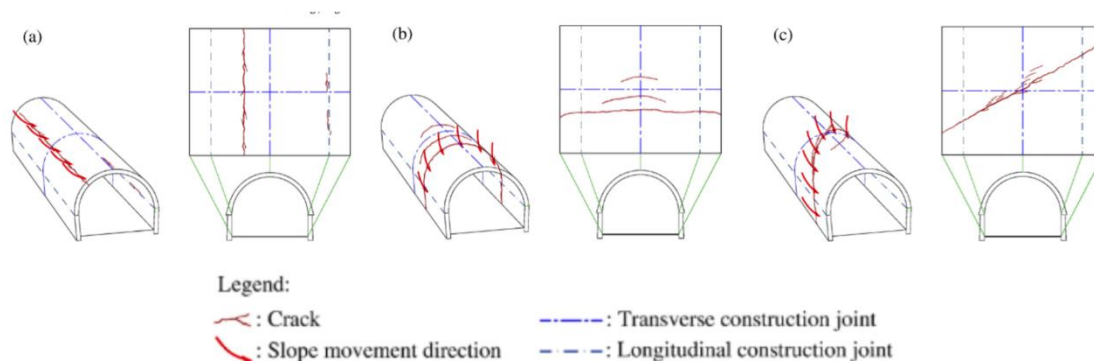 (a)
(b)
(c)
Legend:
: Crack
: Transverse construction joint
: Slope movement direction
: Longitudinal construction joint